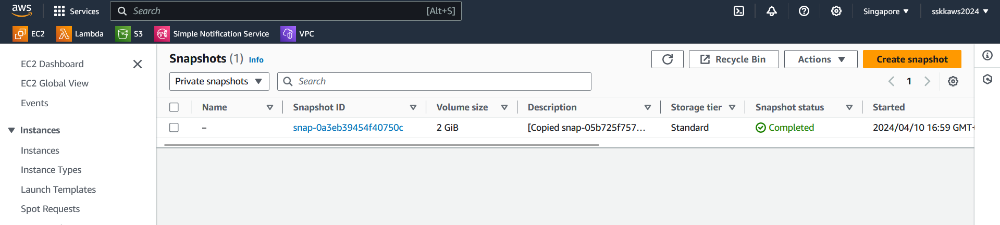 aws Services Search [Alt+S] Singapore ▼ sskkaws2024 ▼
EC2 Lambda S3 Simple Notification Service VPC
EC2 Dashboard
EC2 Global View
Events
Instances
Instances
Instance Types
Launch Templates
Spot Requests
Snapshots (1) Info Recycle Bin Actions Create snapshot
Private snapshots Search 1
Name Snapshot ID Volume size Description Storage tier Snapshot status Started
– snap-0a3eb39454f40750c 2 GiB [Copied snap-05b725f757... Standard Completed 2024/04/10 16:59 GMT+